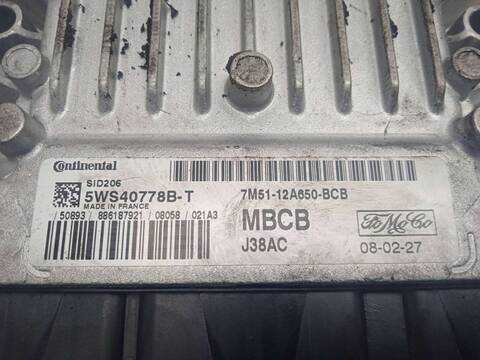 Continental
SID206
5WS40778B-T
MADE IN FRANCE
/ 50893 / 886187921 / 08058 / 021A3
7M51-12A650-BCB
MBCB
J38AC
FoMoCo
08-02-27